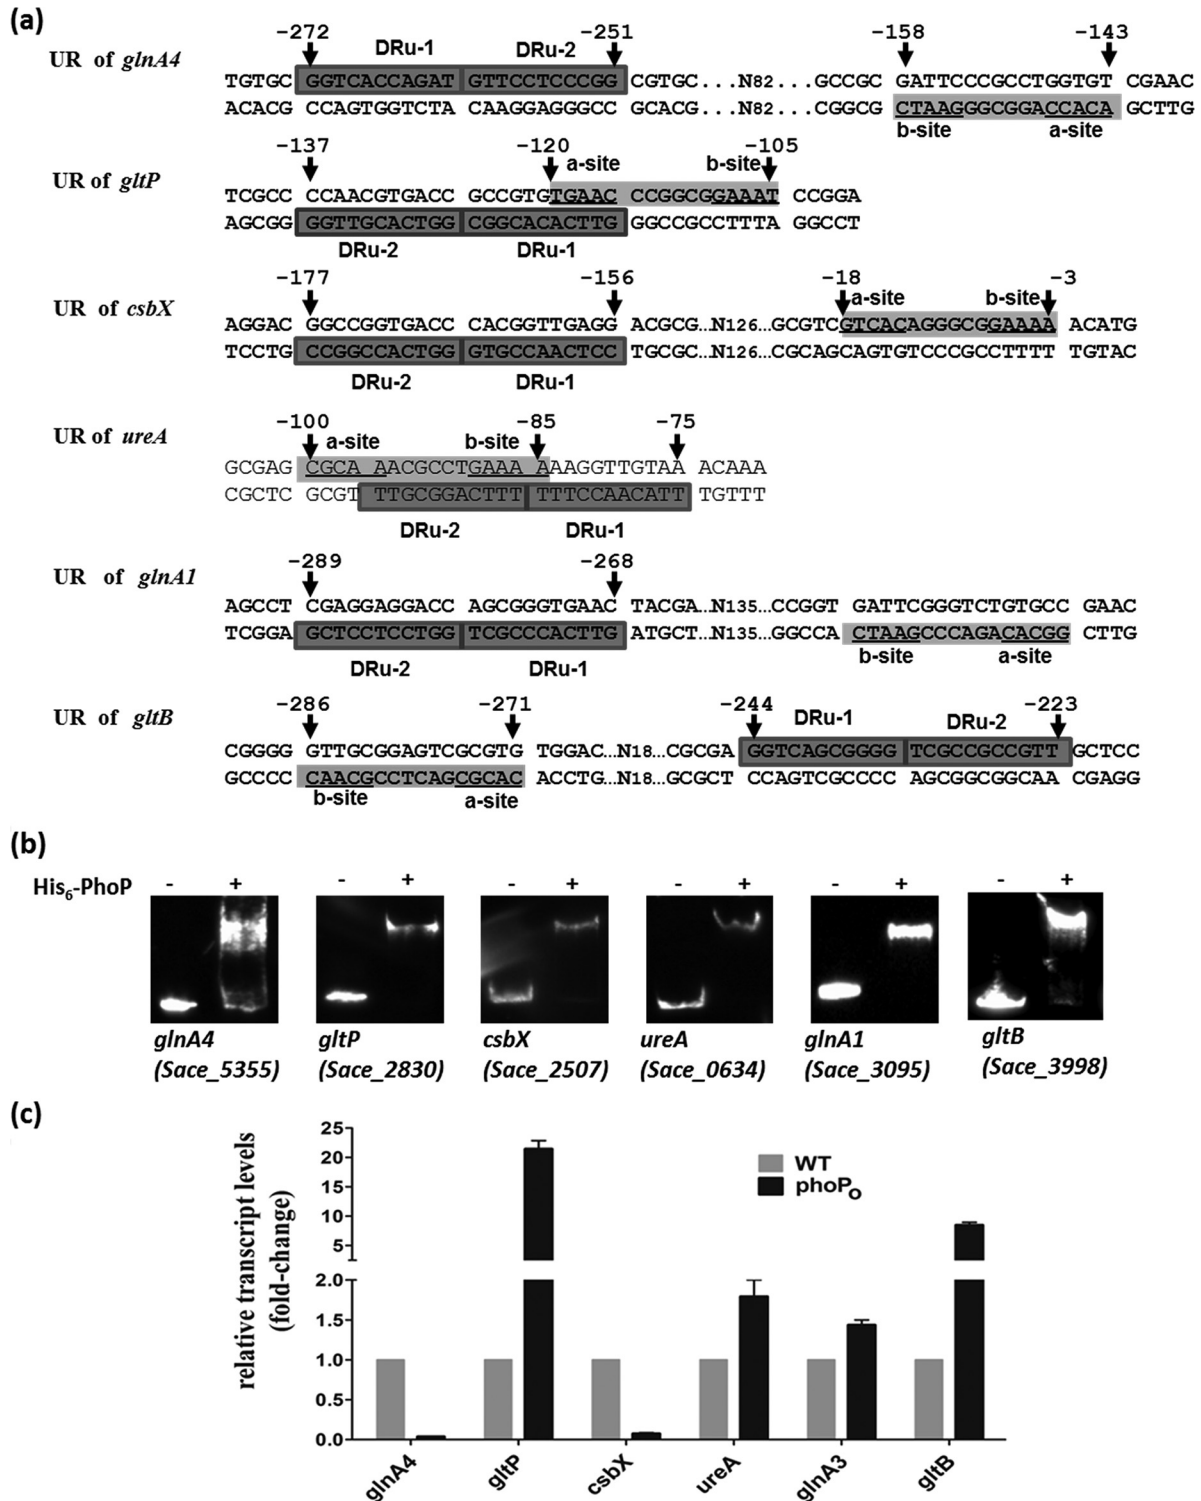 (a)
-272 DRu-1 DRu-2 -251 -158 -143
UR of glnA4
TGTGC GGTCACCAGAT GTTCCTCCCGG CGTGC...N82...GCCGC GATTCCCGCCTGGTGT CGAAC
ACACG CCAGTGGTCTA CAAGGAGGGCC GCACG...N82...CGGCG CTAAGGGCGGACCACA GCTTG
b-site a-site
-137 -120 a-site b-site -105
UR of gltP
TCGCC CCAACGTGACC GCCGTGTGAAC CCGGCGGAAAT CCGGA
AGCGG GGTTGCACTGG CGGCACACTTG GGCCGCCTTTA GGCCT
DRu-2 DRu-1
-177 -156 -18 a-site b-site -3
UR of csbX
AGGAC GGCCGGTGACC CACGGTTGAGG ACGCG...N126...GCGTCGTCACAGGGCGGAAAA ACATG
TCCTG CCGGCCACTGG GTGCCAACTCC TGCGC...N126...CGCAGCAGTGTCCCGCCTTTT TGTAC
DRu-2 DRu-1
-100 a-site b-site -85 -75
UR of ureA
GCGAG CGCA AACGCCTGAAA AAAGGTTGTAA ACAAA
CGCTC GCGT TTGCGGACTTT TTTCCAACATT TGTTT
DRu-2 DRu-1
-289 -268
UR of glnA1
AGCCT CGAGGAGGACC AGCGGGTGAAC TACGA...N135...CCGGT GATTCGGGTCTGTGCC GAAC
TCGGA GCTCCTCCTGG TCGCCCACTTG ATGCT...N135...GGCCA CTAAGCCCAGACACGG CTTG
DRu-2 DRu-1 b-site a-site
-286 -271 -244 DRu-1 DRu-2 -223
UR of gltB
CGGGG GTTGCGGAGTCGCGTG TGGAC...N18...CGCGA GGTCAGCGGGG TCGCCGCCGTT GCTCC
GCCCC CAACGCCTCAGCGCAC ACCTG...N18...GCGCT CCAGTCGCCCC AGCGGCGGCAA CGAGG
b-site a-site
(b)
His6-PhoP - + - + - + - + - + - +
glnA4 gltP csbX ureA glnA1 gltB
(Sace_5355) (Sace_2830) (Sace_2507) (Sace_0634) (Sace_3095) (Sace_3998)
(c)
relative transcript levels
(fold-change)
25
20
15
10
5
2.0
1.5
1.0
0.5
0.0
WT
phoPo
glnA4 gltP csbX ureA glnA3 gltB